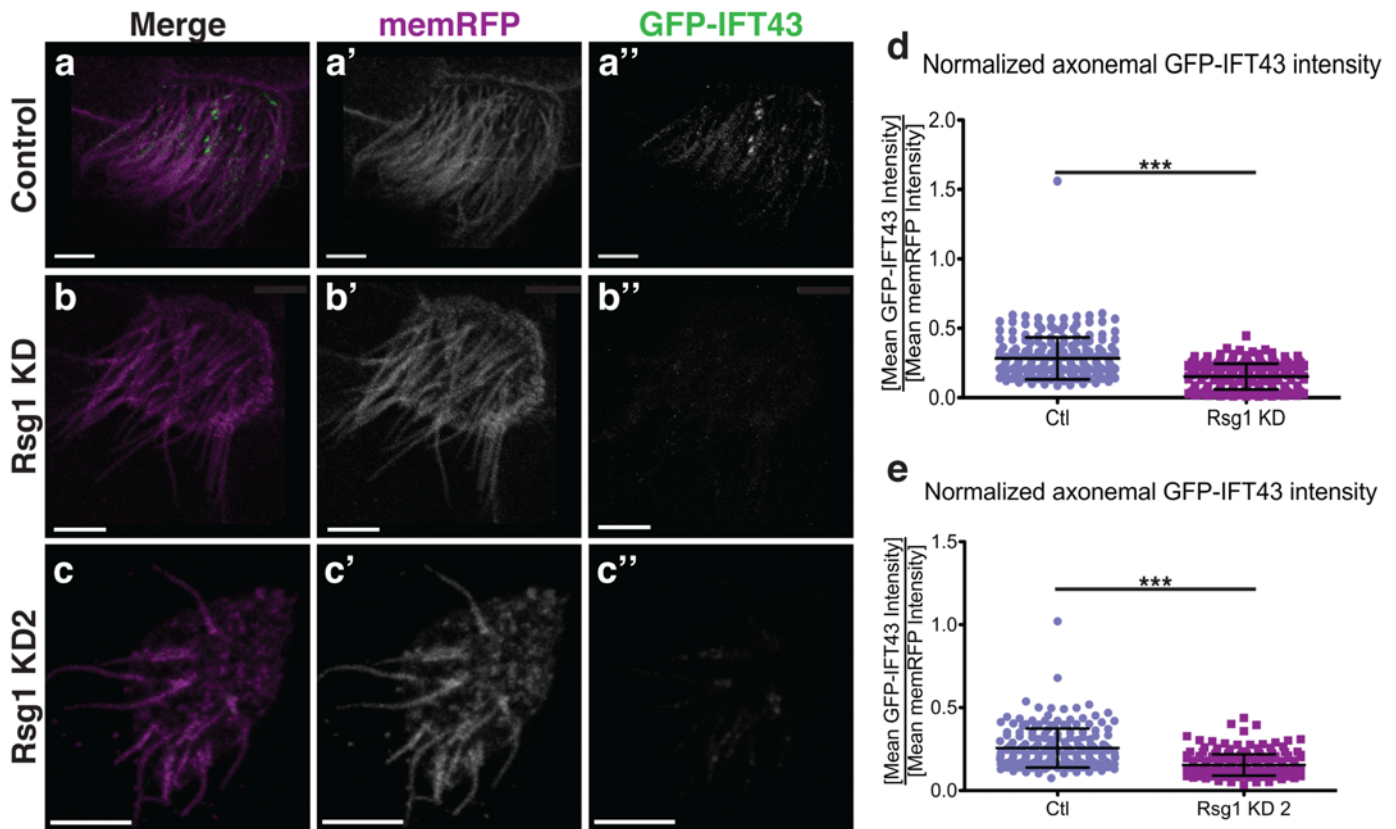 Merge memRFP GFP-IFT43
Control
a a' a''
Rsg1 KD
b b' b''
Rsg1 KD2
c c' c''
d
Normalized axonemal GFP-IFT43 intensity
[Mean GFP-IFT43 Intensity]
[Mean memRFP Intensity]
2.0
***
1.5
1.0
0.5
0.0
Ctl Rsg1 KD
e
Normalized axonemal GFP-IFT43 intensity
[Mean GFP-IFT43 Intensity]
[Mean memRFP Intensity]
1.5
***
1.0
0.5
0.0
Ctl Rsg1 KD 2